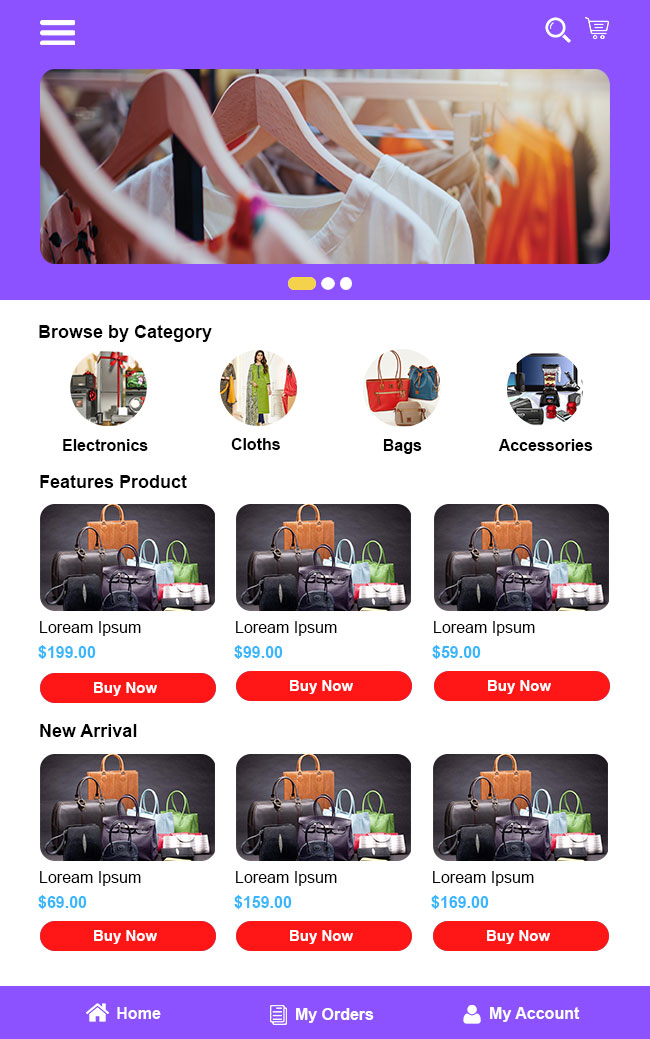 Browse by Category
Electronics
Cloths
Bags
Accessories
Features Product
Loream Ipsum
Loream Ipsum
Loream Ipsum
$199.00
$99.00
$59.00
Buy Now
Buy Now
Buy Now
New Arrival
Loream Ipsum
Loream Ipsum
Loream Ipsum
$69.00
$159.00
$169.00
Buy Now
Buy Now
Buy Now
Home
My Orders
My Account